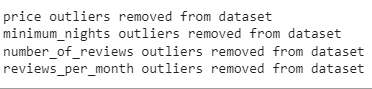 price outliers removed from dataset
minimum_nights outliers removed from dataset
number_of_reviews outliers removed from dataset
reviews_per_month outliers removed from dataset